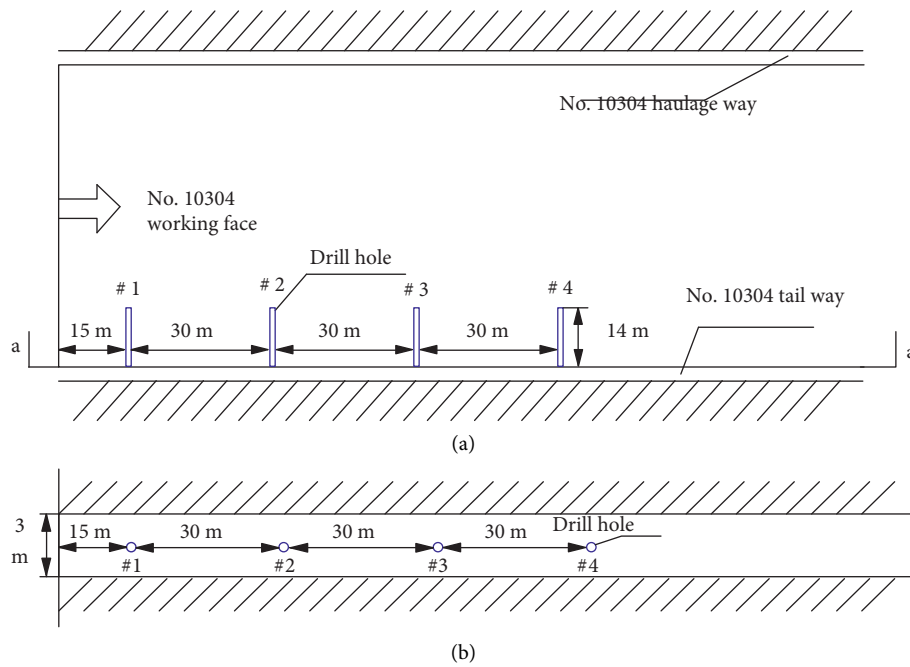 No. 10304 haulage way
No. 10304
working face
Drill hole
# 1
# 2
# 3
# 4
No. 10304 tail way
15 m
30 m
30 m
30 m
14 m
a
a
(a)
3
m
15 m
30 m
30 m
30 m
Drill hole
#1
#2
#3
#4
(b)